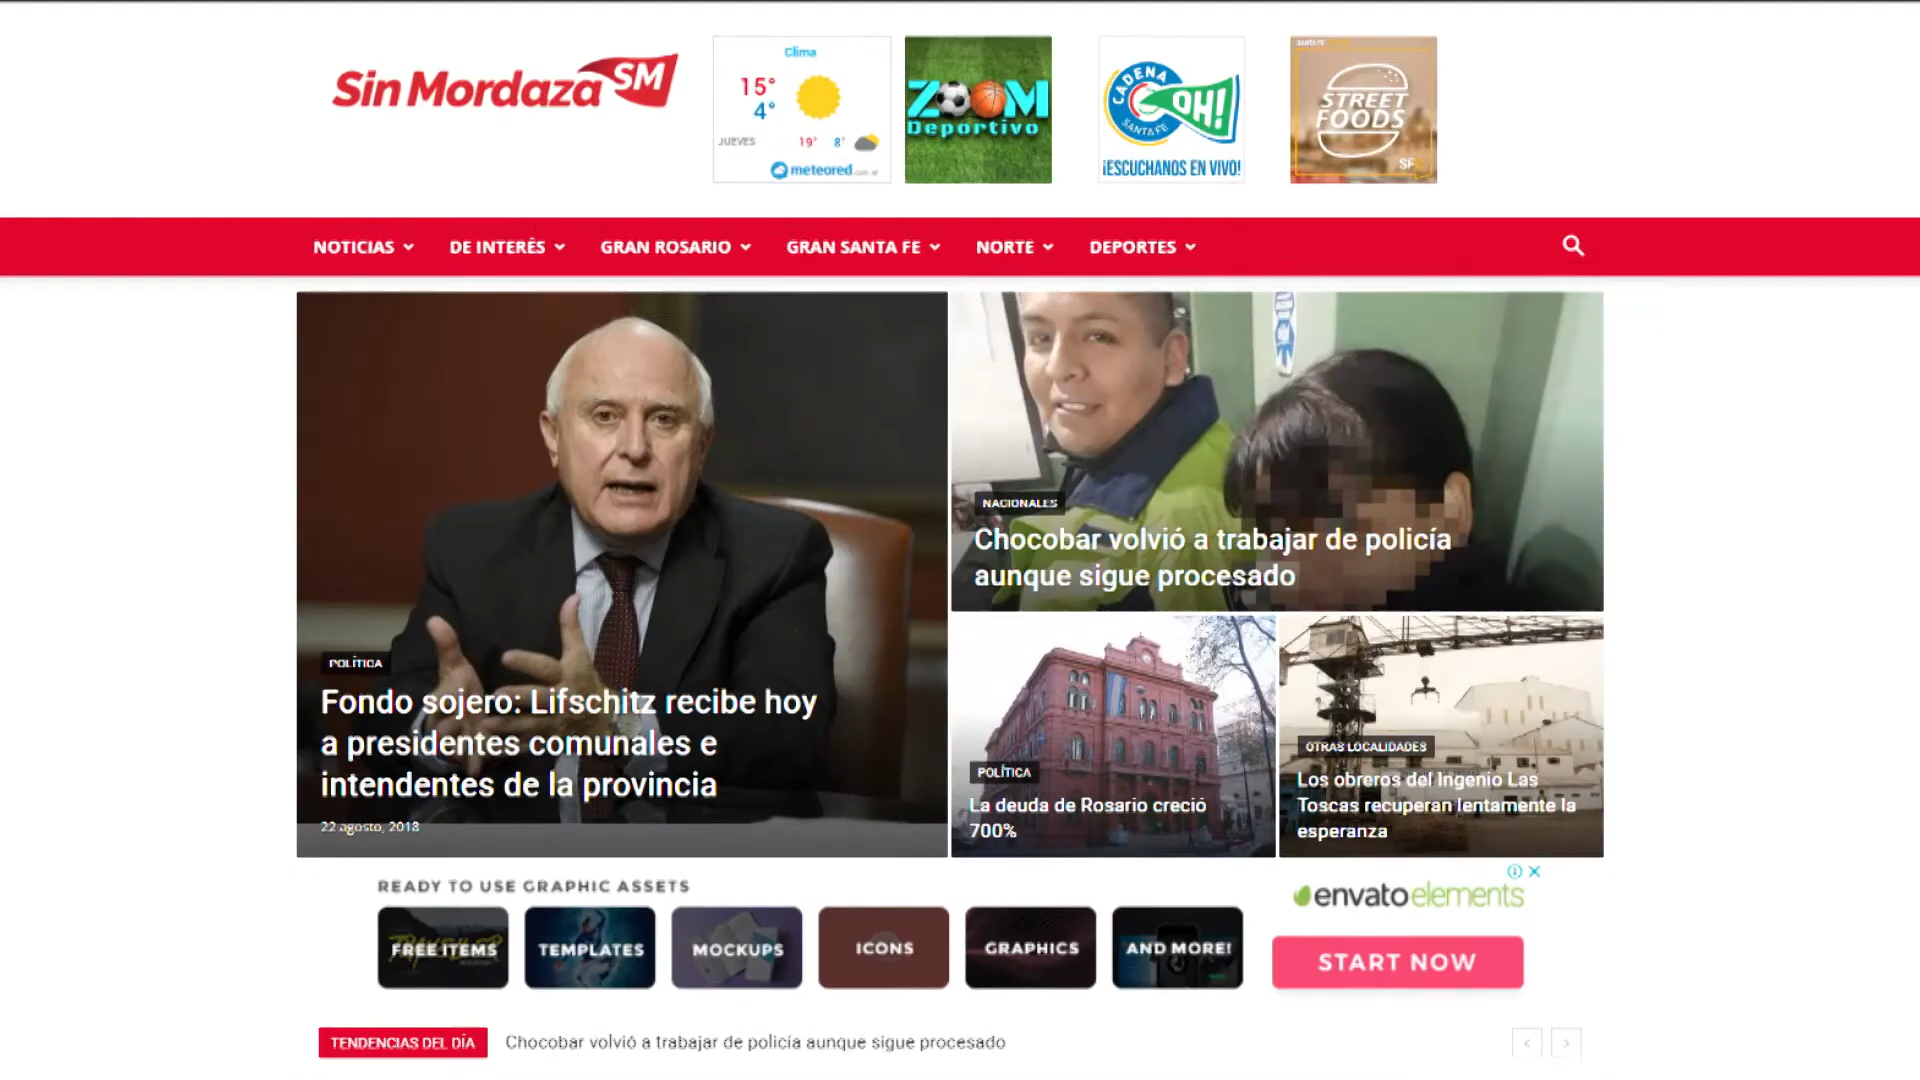 Sin Mordaza SM
Clima
15°
4°
JUEVES 19° 8°
meteored.com.ar
ZOOM
Deportivo
CADENA
OH!
SANTA FE
¡ESCUCHANOS EN VIVO!
STREET
FOODS
SF
NOTICIAS
DE INTERÉS
GRAN ROSARIO
GRAN SANTA FE
NORTE
DEPORTES
POLÍTICA
Fondo sojero: Lifschitz recibe hoy
a presidentes comunales e
intendentes de la provincia
22 agosto, 2018
NACIONALES
Chocobar volvió a trabajar de policía
aunque sigue procesado
POLÍTICA
La deuda de Rosario creció
700%
OTRAS LOCALIDADES
Los obreros del Ingenio Las
Toscas recuperan lentamente la
esperanza
READY TO USE GRAPHIC ASSETS
FREE ITEMS
TEMPLATES
MOCKUPS
ICONS
GRAPHICS
AND MORE!
envato elements
START NOW
TENDENCIAS DEL DÍA
Chocobar volvió a trabajar de policía aunque sigue procesado